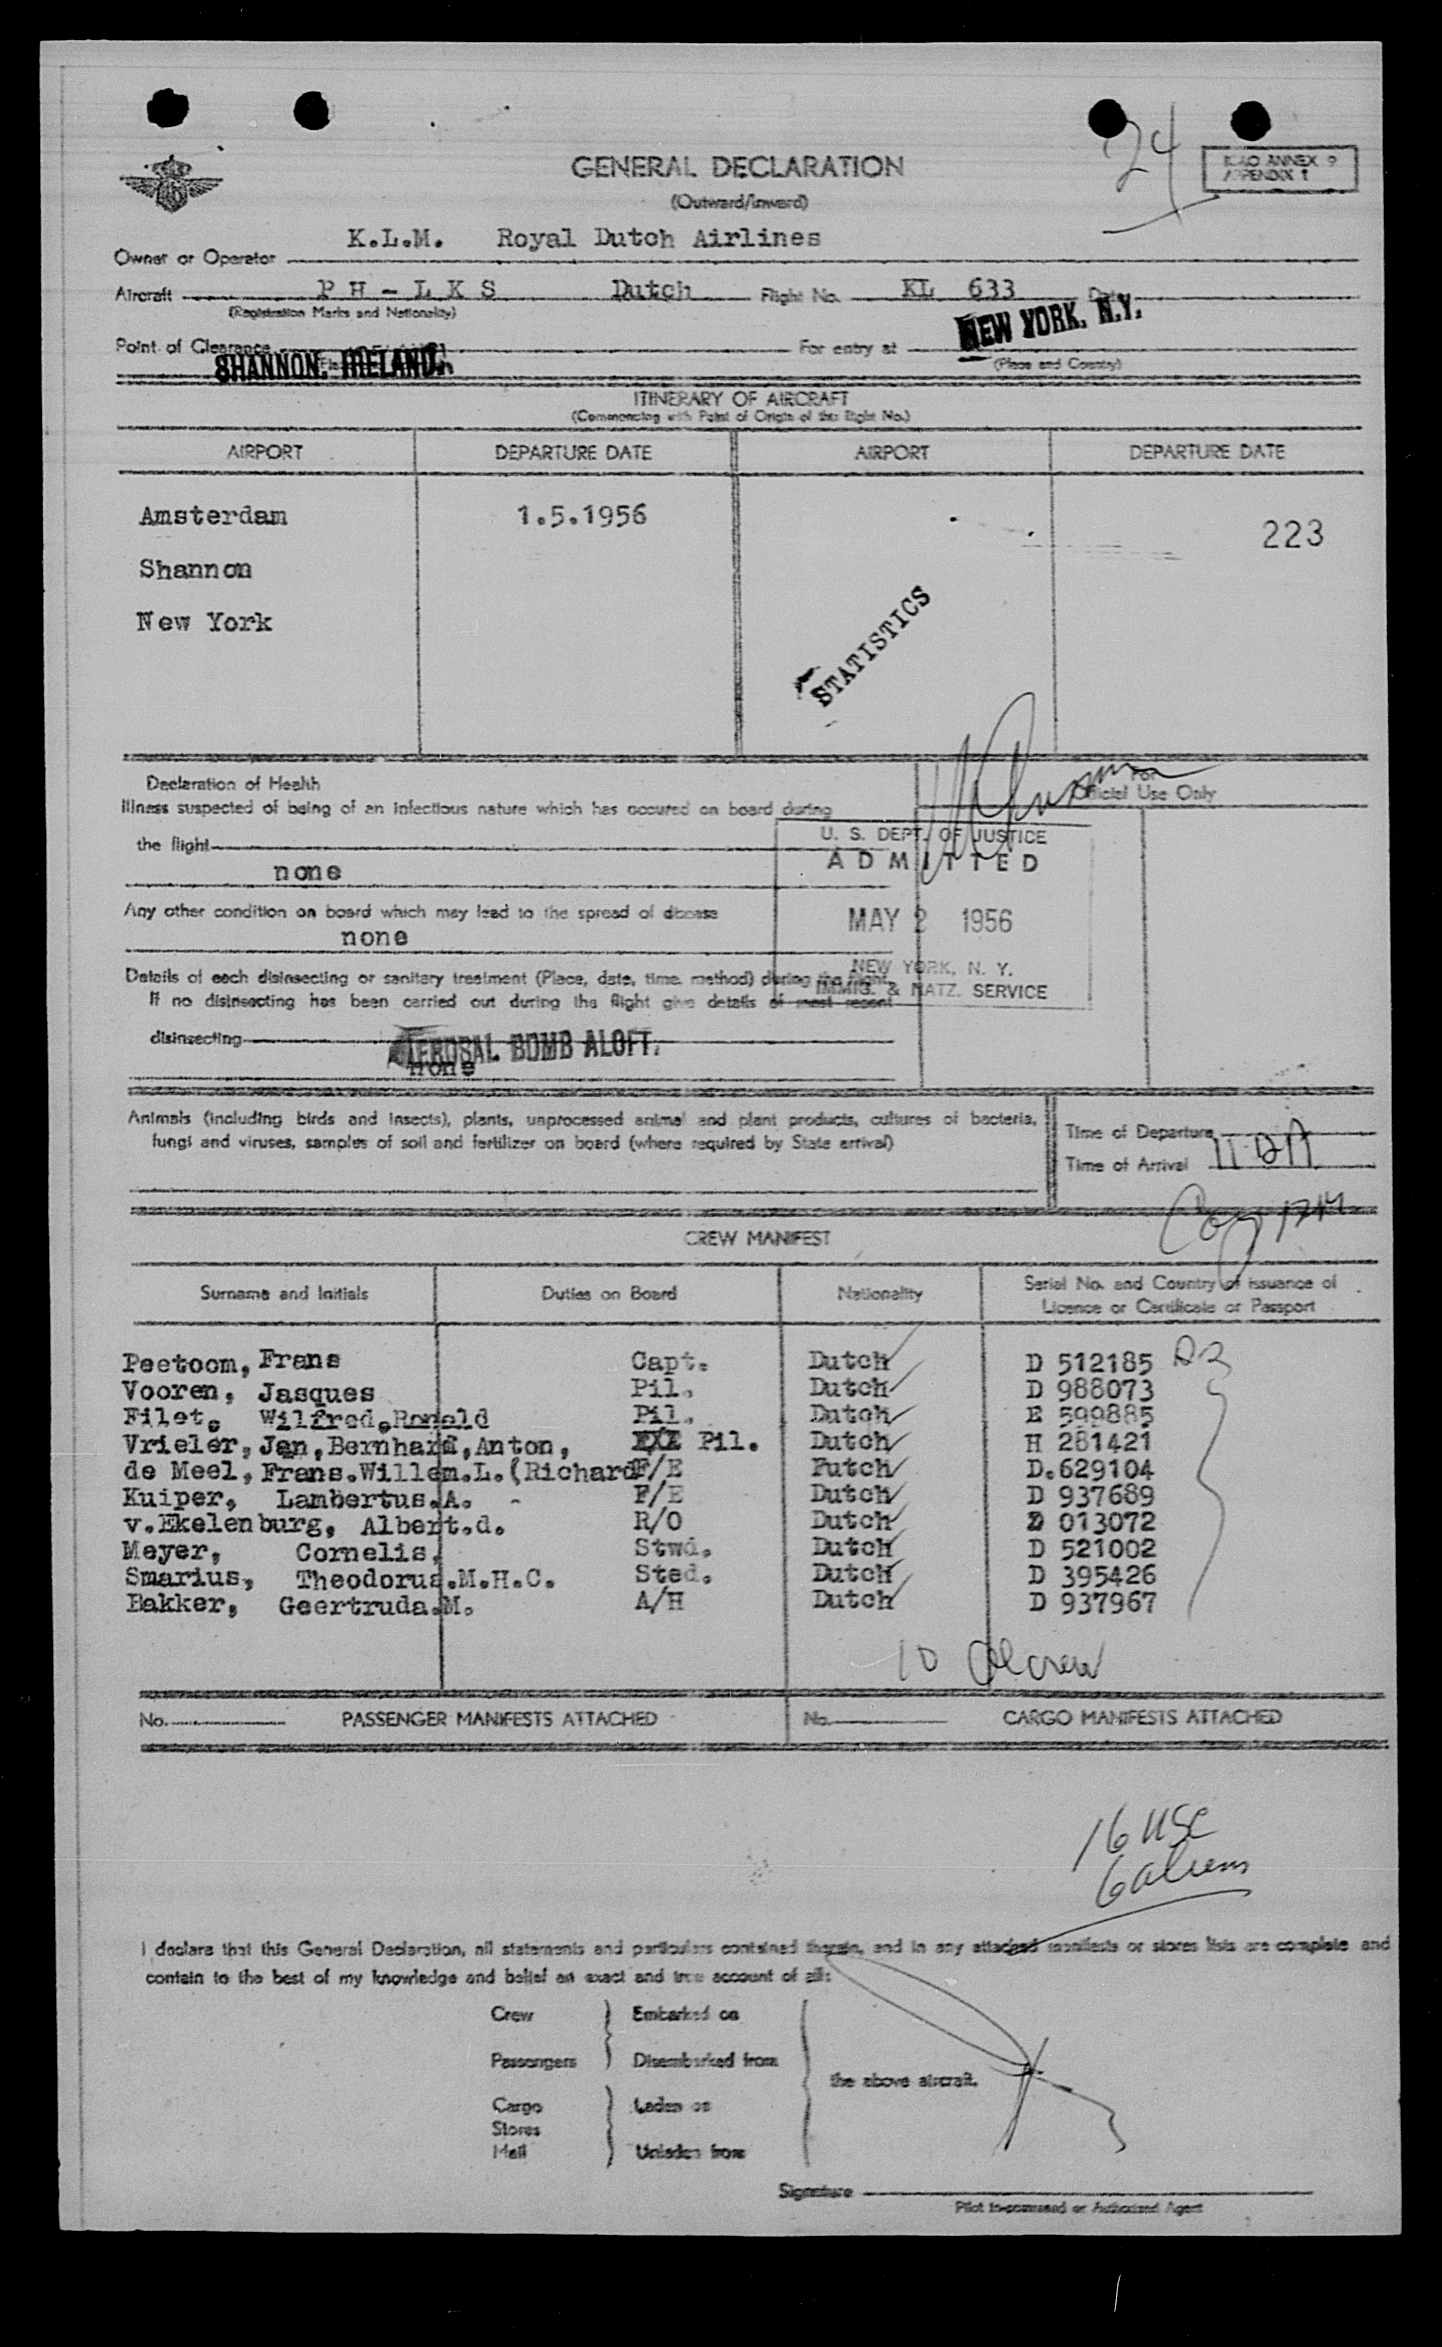 24
ICAO ANNEX 9
APPENDIX 1
GENERAL DECLARATION
(Outward/Inward)
Owner or Operator K.L.M. Royal Dutch Airlines
Aircraft P H - L K S Dutch Flight No. KL 633
(Registration Marks and Nationality)
Point of Clearance SHANNON, IRELAND. For entry at NEW YORK, N.Y.
(Place and Country)
ITINERARY OF AIRCRAFT
(Commencing with Point of Origin of the flight No.)
AIRPORT DEPARTURE DATE AIRPORT DEPARTURE DATE
Amsterdam 1.5.1956 223
Shannon
New York
STATISTICS
Declaration of Health
For
Official Use Only
Illness suspected of being of an infectious nature which has occured on board during
the flight
none
U. S. DEPT. OF JUSTICE
ADMITTED
MAY 2 1956
NEW YORK, N. Y.
IMMIG. & NATZ. SERVICE
Any other condition on board which may lead to the spread of disease
none
Details of each disinsecting or sanitary treatment (Place, date, time, method) during the flight.
If no disinsecting has been carried out during the flight give details of most recent
disinsecting AEROSAL BOMB ALOFT.
none
Animals (including birds and insects), plants, unprocessed animal and plant products, cultures of bacteria,
fungi and viruses, samples of soil and fertilizer on board (where required by State arrival)
Time of Departure
Time of Arrival
CREW MANIFEST
Surname and Initials Duties on Board Nationality Serial No. and Country of issuance of
Licence or Certificate or Passport
Peetoom, Frans Capt. Dutch D 512185
Vooren, Jasques Pil. Dutch D 988073
Filet, Wilfred,Ronald Pil. Dutch E 599885
Vrieler, Jan,Bernhard,Anton, Pil. Dutch H 281421
de Meel, Frans.Willem.L.(Richard F/E Futch D.629104
Kuiper, Lambertus.A. - F/E Dutch D 937689
v.Ekelenburg, Albert.d. R/O Dutch D 013072
Meyer, Cornelis, Stwd. Dutch D 521002
Smarius, Theodorus.M.H.C. Sted. Dutch D 395426
Bakker, Geertruda.M. A/H Dutch D 937967
10 crew
No. PASSENGER MANIFESTS ATTACHED No. CARGO MANIFESTS ATTACHED
16 USC
6 aliens
I declare that this General Declaration, all statements and particulars contained therein, and in any attached manifests or stores lists are complete and
contain to the best of my knowledge and belief an exact and true account of all:
Crew Embarked on
Passengers Disembarked from
the above aircraft.
Cargo Laden on
Stores
Mail Unladen from
Signature
Pilot in-command or Authorized Agent